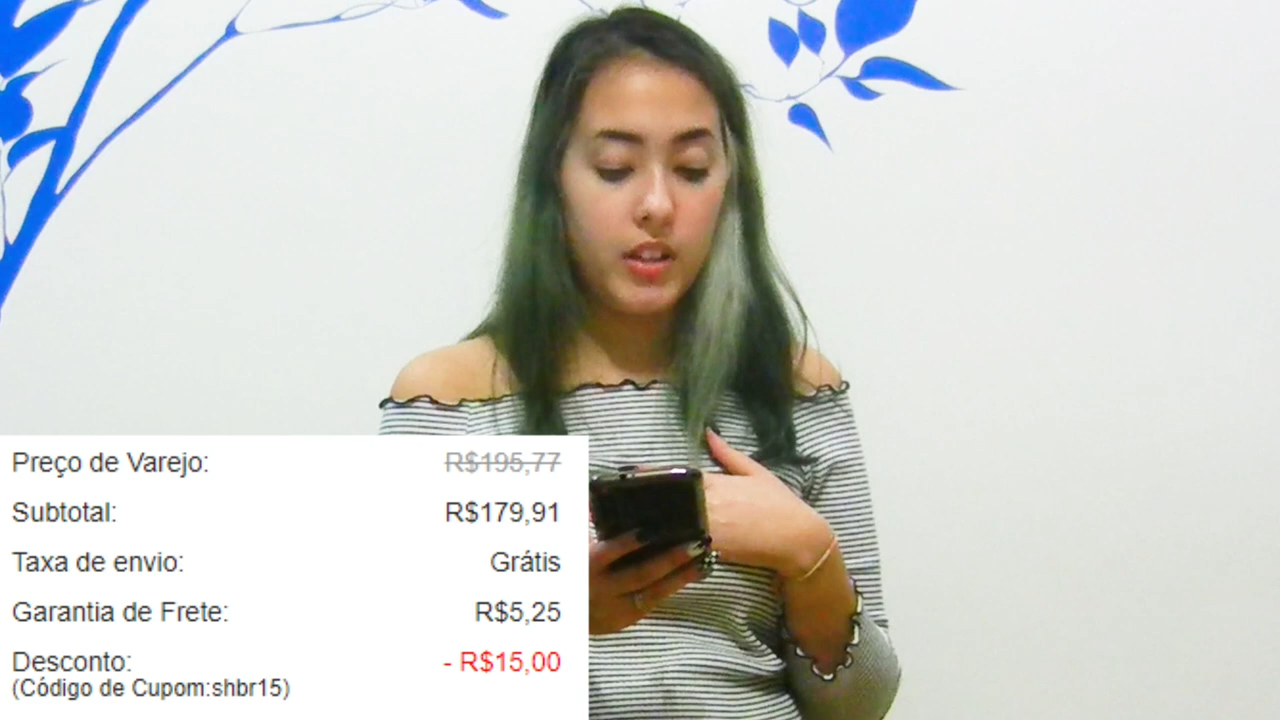 Preço de Varejo: R$195,77
Subtotal: R$179,91
Taxa de envio: Grátis
Garantia de Frete: R$5,25
Desconto: - R$15,00
(Código de Cupom:shbr15)